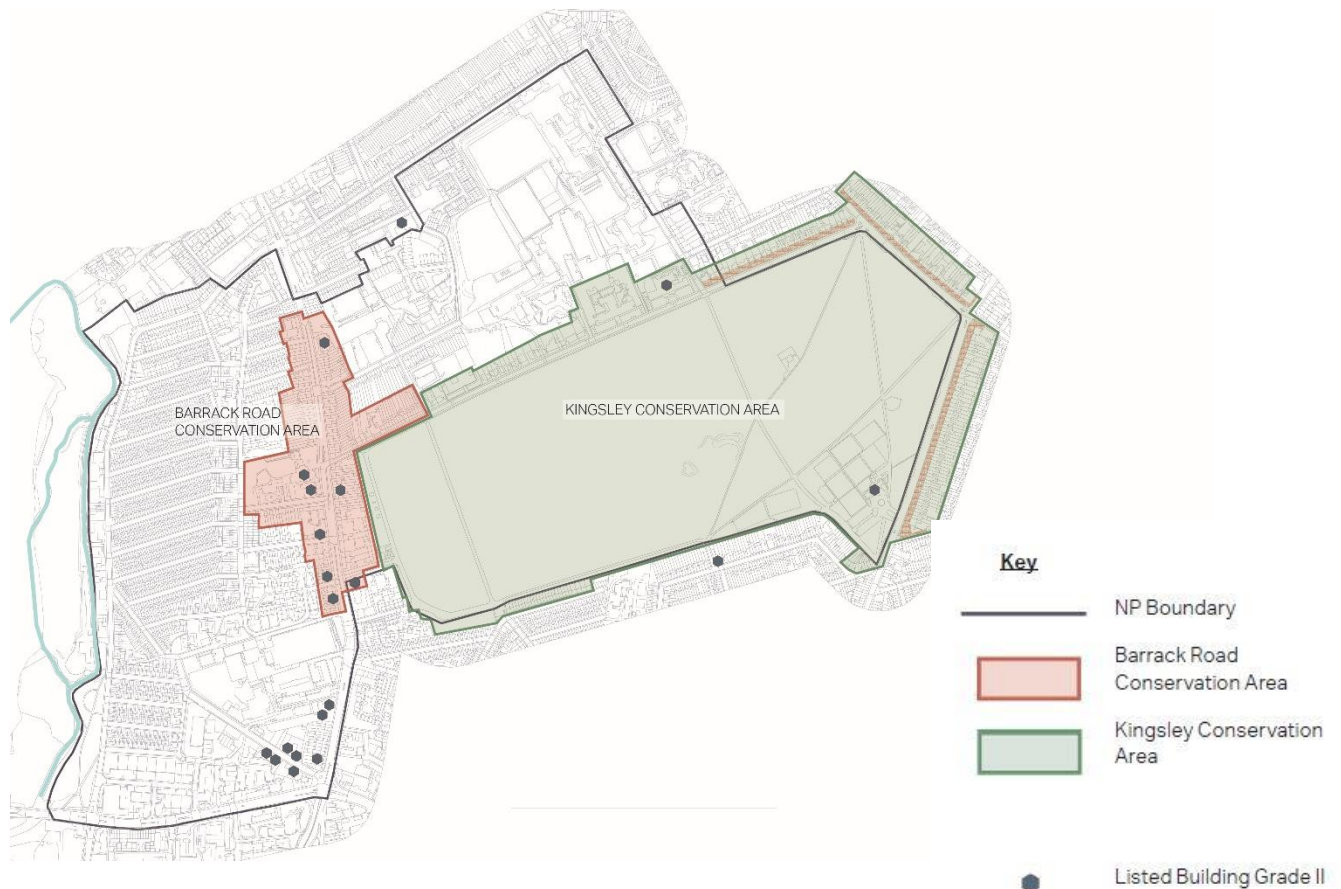 BARRACK ROAD
CONSERVATION AREA
KINGSLEY CONSERVATION AREA
Key
NP Boundary
Barrack Road
Conservation Area
Kingsley Conservation
Area
Listed Building Grade II